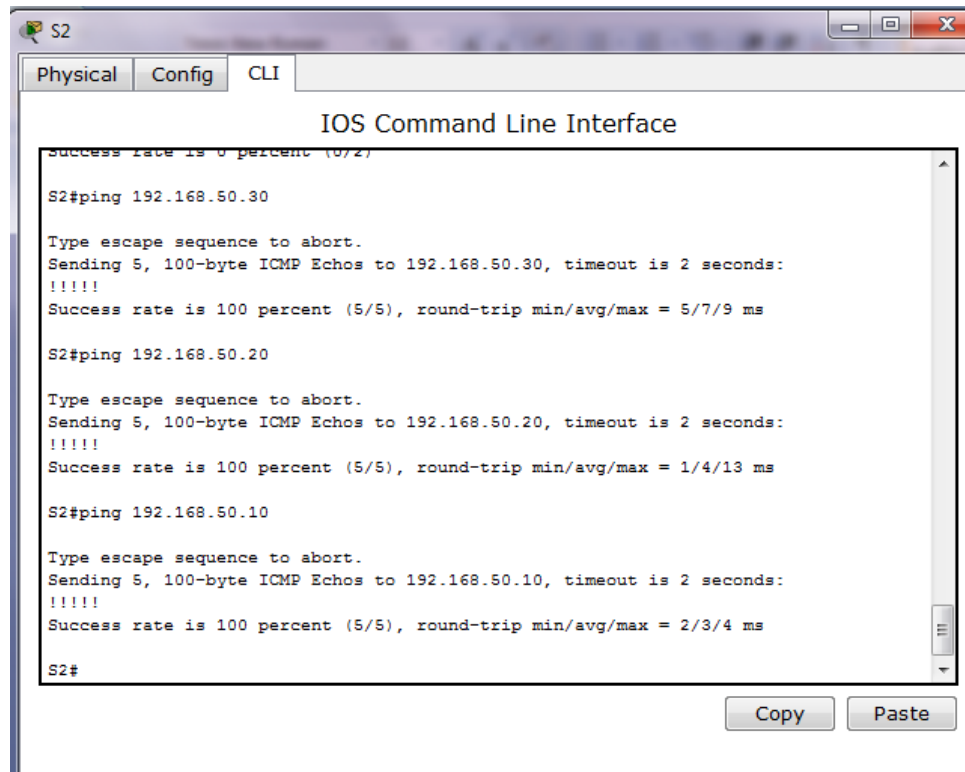 S2
Physical Config CLI
IOS Command Line Interface
Success rate is 0 percent (0/2)
S2#ping 192.168.50.30
Type escape sequence to abort.
Sending 5, 100-byte ICMP Echos to 192.168.50.30, timeout is 2 seconds:
!!!!!
Success rate is 100 percent (5/5), round-trip min/avg/max = 5/7/9 ms
S2#ping 192.168.50.20
Type escape sequence to abort.
Sending 5, 100-byte ICMP Echos to 192.168.50.20, timeout is 2 seconds:
!!!!!
Success rate is 100 percent (5/5), round-trip min/avg/max = 1/4/13 ms
S2#ping 192.168.50.10
Type escape sequence to abort.
Sending 5, 100-byte ICMP Echos to 192.168.50.10, timeout is 2 seconds:
!!!!!
Success rate is 100 percent (5/5), round-trip min/avg/max = 2/3/4 ms
S2#
Copy Paste